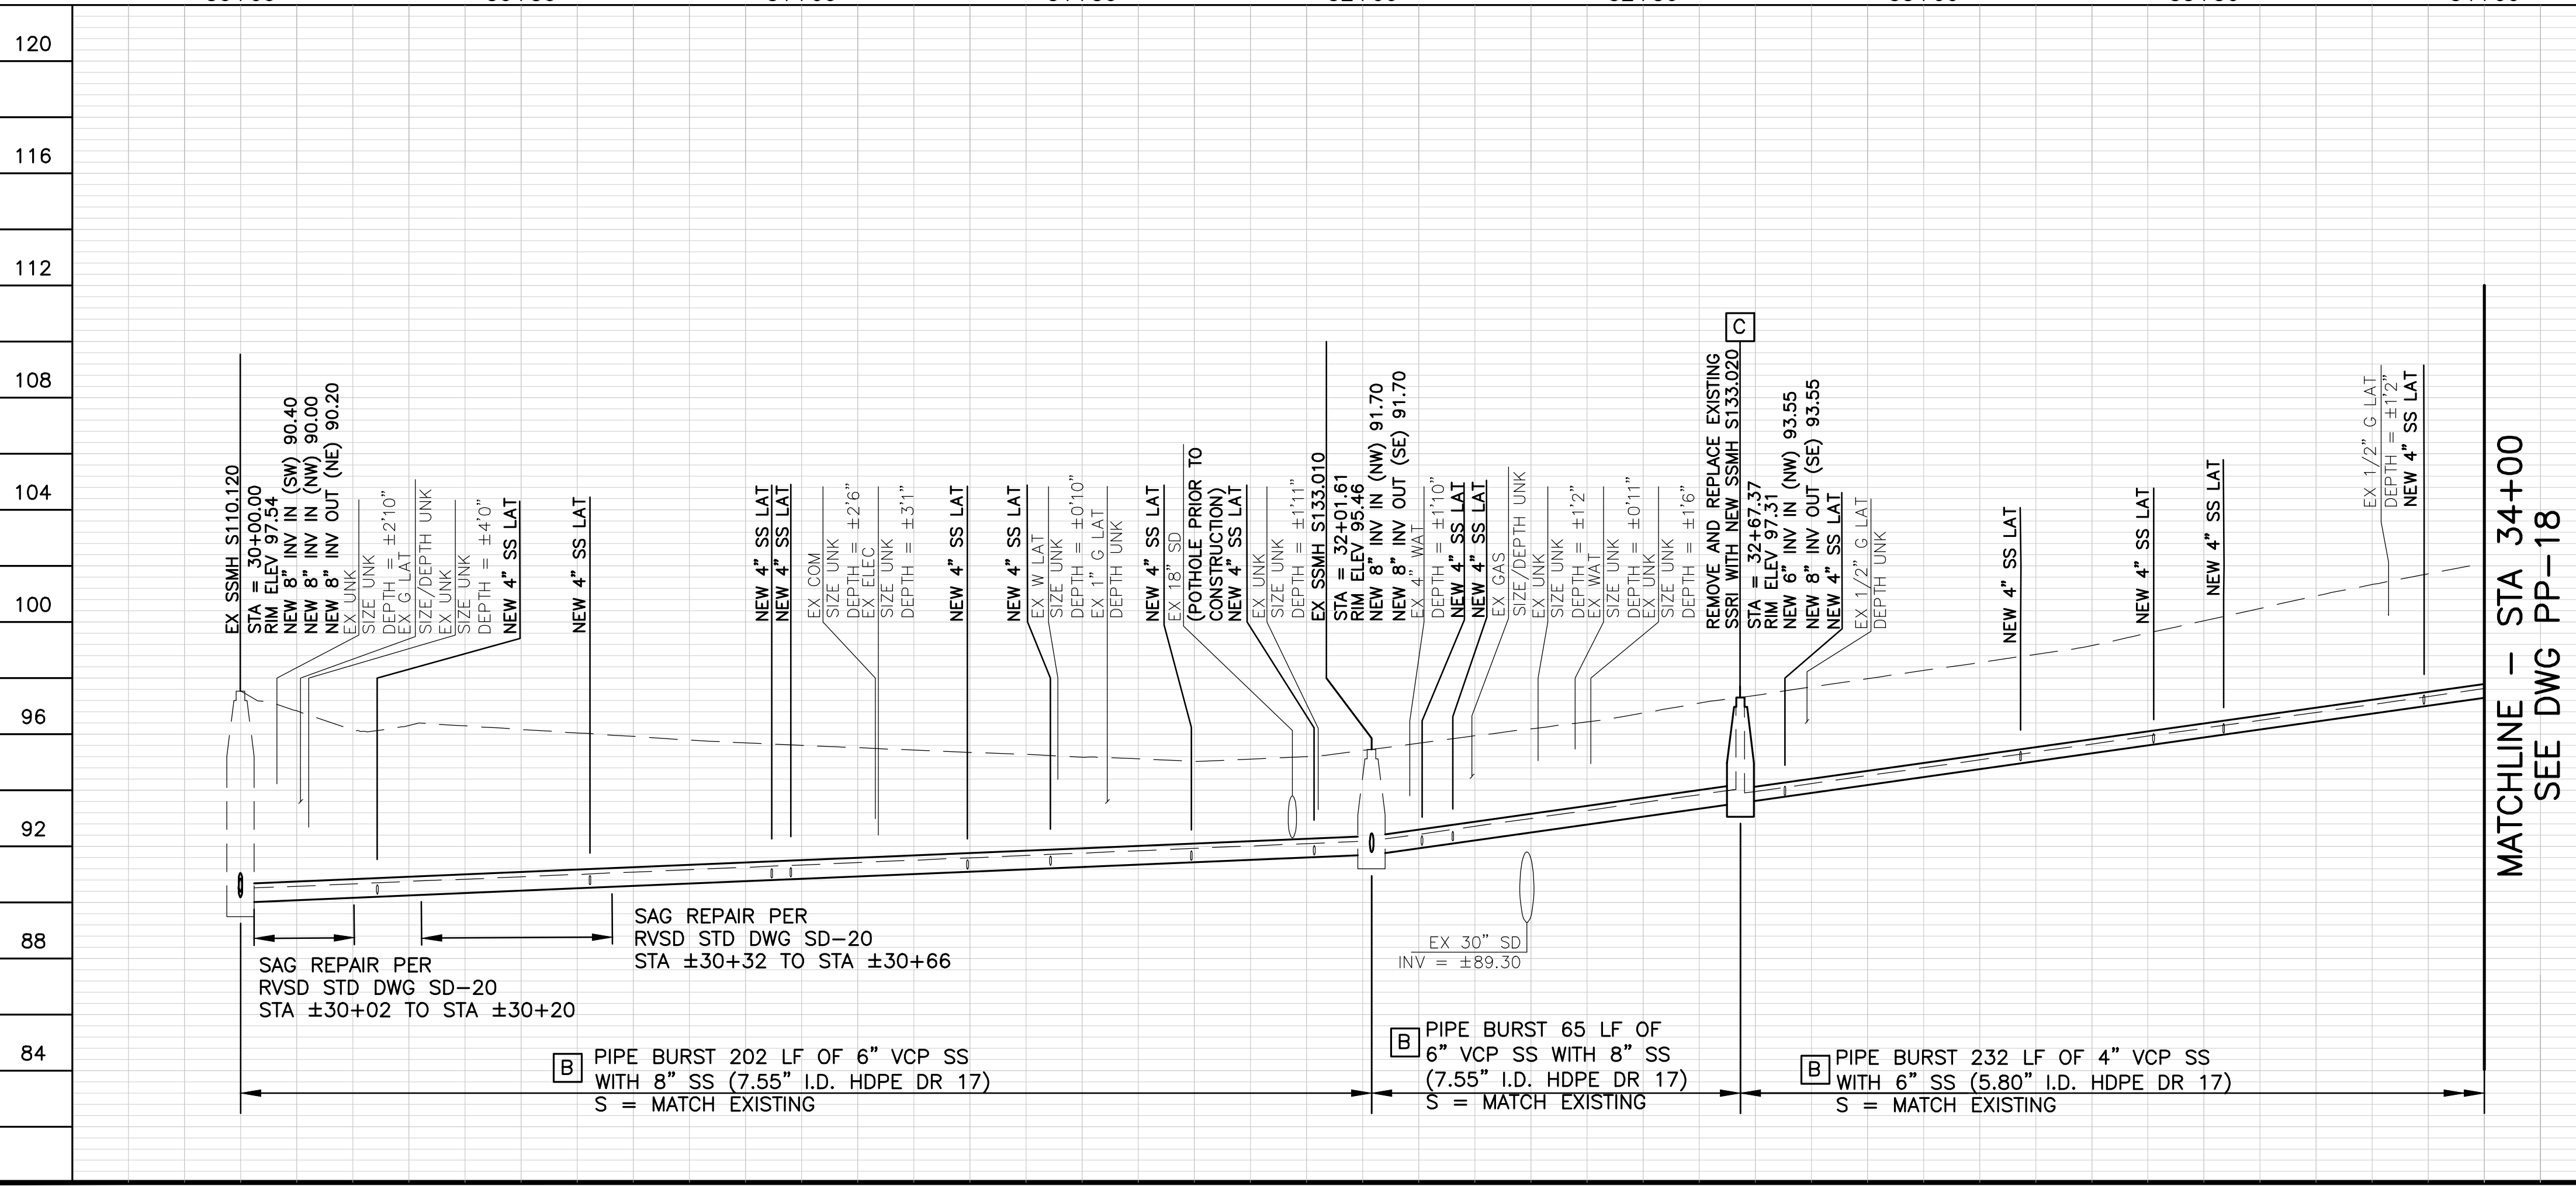 120
116
112
108
104
100
96
92
88
84
EX SSMH S110.120
STA = 30+00.00
RIM ELEV 97.54
NEW 8" INV IN (SW) 90.40
NEW 8" INV IN (NW) 90.00
NEW 8" INV OUT (NE) 90.20
EX UNK
SIZE UNK
DEPTH = ±2'10"
EX G LAT
SIZE/DEPTH UNK
EX UNK
SIZE UNK
DEPTH = ±4'0"
NEW 4" SS LAT
NEW 4" SS LAT
NEW 4" SS LAT
NEW 4" SS LAT
EX COM
SIZE UNK
DEPTH = ±2'6"
EX ELEC
SIZE UNK
DEPTH = ±3'1"
NEW 4" SS LAT
NEW 4" SS LAT
EX W LAT
SIZE UNK
DEPTH = ±0'10"
EX 1" G LAT
DEPTH UNK
NEW 4" SS LAT
EX 18" SD
(POTHOLE PRIOR TO
CONSTRUCTION)
NEW 4" SS LAT
EX UNK
SIZE UNK
DEPTH = ±1'11"
EX SSMH S133.010
STA = 32+01.61
RIM ELEV 95.46
NEW 8" INV IN (NW) 91.70
NEW 8" INV OUT (SE) 91.70
EX 4" WAT
DEPTH = ±1'10"
NEW 4" SS LAT
NEW 4" SS LAT
EX GAS
SIZE/DEPTH UNK
EX UNK
SIZE UNK
DEPTH = ±1'2"
EX WAT
SIZE UNK
DEPTH = ±0'11"
EX UNK
SIZE UNK
DEPTH = ±1'6"
C
REMOVE AND REPLACE EXISTING
SSRI WITH NEW SSMH S133.020
STA = 32+67.37
RIM ELEV 97.31
NEW 6" INV IN (NW) 93.55
NEW 8" INV OUT (SE) 93.55
NEW 4" SS LAT
EX 1/2" G LAT
DEPTH UNK
NEW 4" SS LAT
NEW 4" SS LAT
NEW 4" SS LAT
EX 1/2" G LAT
DEPTH = ±1'2"
NEW 4" SS LAT
MATCHLINE - STA 34+00
SEE DWG PP-18
SAG REPAIR PER
RVSD STD DWG SD-20
STA ±30+02 TO STA ±30+20
SAG REPAIR PER
RVSD STD DWG SD-20
STA ±30+32 TO STA ±30+66
EX 30" SD
INV = ±89.30
B
PIPE BURST 202 LF OF 6" VCP SS
WITH 8" SS (7.55" I.D. HDPE DR 17)
S = MATCH EXISTING
B
PIPE BURST 65 LF OF
6" VCP SS WITH 8" SS
(7.55" I.D. HDPE DR 17)
S = MATCH EXISTING
B
PIPE BURST 232 LF OF 4" VCP SS
WITH 6" SS (5.80" I.D. HDPE DR 17)
S = MATCH EXISTING